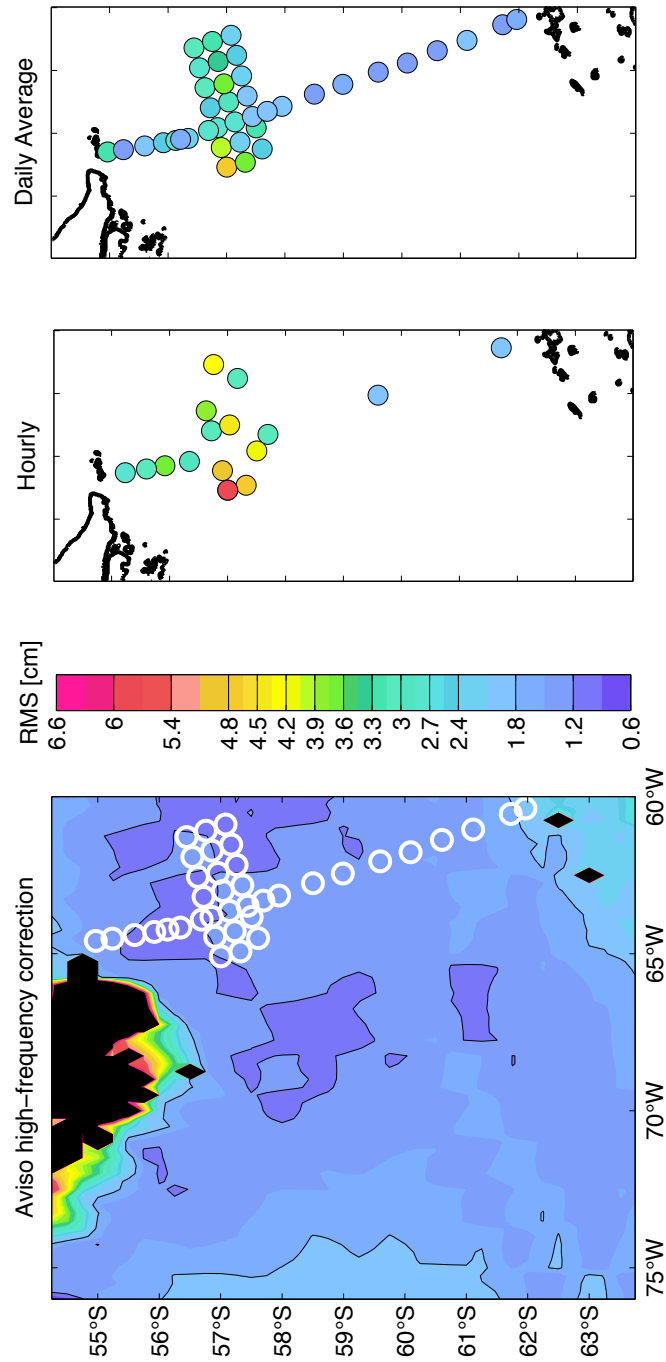 Aviso high−frequency correction
55°S
56°S
57°S
58°S
59°S
60°S
61°S
62°S
63°S
75°W
70°W
65°W
60°W
RMS [cm]
6.6
6
5.4
4.8
4.5
4.2
3.9
3.6
3.3
3
2.7
2.4
1.8
1.2
0.6
Hourly
Daily Average